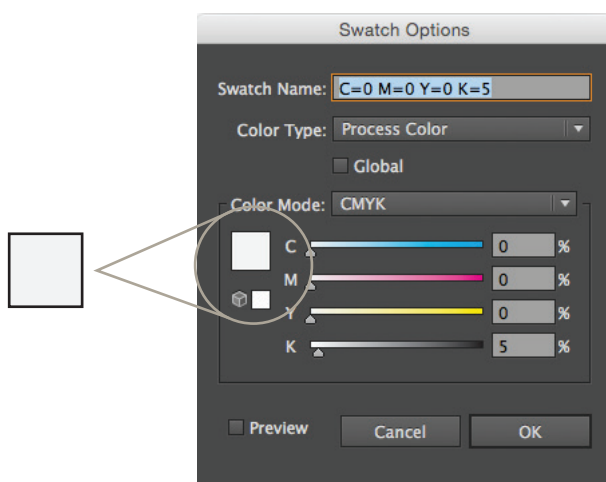 Swatch Options
Swatch Name: C=0 M=0 Y=0 K=5
Color Type: Process Color
Global
Color Mode: CMYK
C 0 %
M 0 %
Y 0 %
K 5 %
Preview Cancel OK